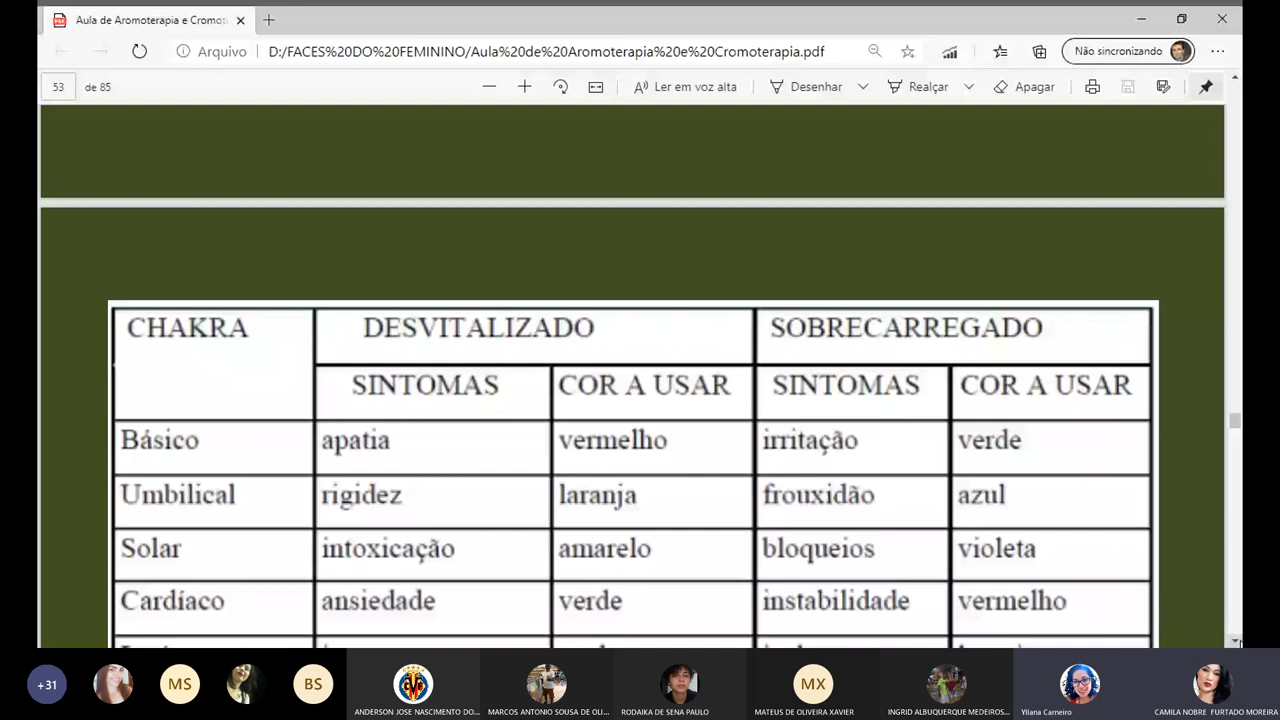 Aula de Aromoterapia e Cromot
Arquivo D:/FACES%20DO%20FEMININO/Aula%20de%20Aromoterapia%20e%20Cromoterapia.pdf Não sincronizando
53 de 85 Ler em voz alta Desenhar Realçar Apagar
CHAKRA DESVITALIZADO SOBRECARREGADO
SINTOMAS COR A USAR SINTOMAS COR A USAR
Básico apatia vermelho irritação verde
Umbilical rigidez laranja frouxidão azul
Solar intoxicação amarelo bloqueios violeta
Cardíaco ansiedade verde instabilidade vermelho
+31 MS BS MX
ANDERSON JOSE NASCIMENTO DO... MARCOS ANTONIO SOUSA DE OLI... RODAIKA DE SENA PAULO MATEUS DE OLIVEIRA XAVIER INGRID ALBUQUERQUE MEDEIROS... Yllana Carneiro CAMILA NOBRE FURTADO MOREIRA